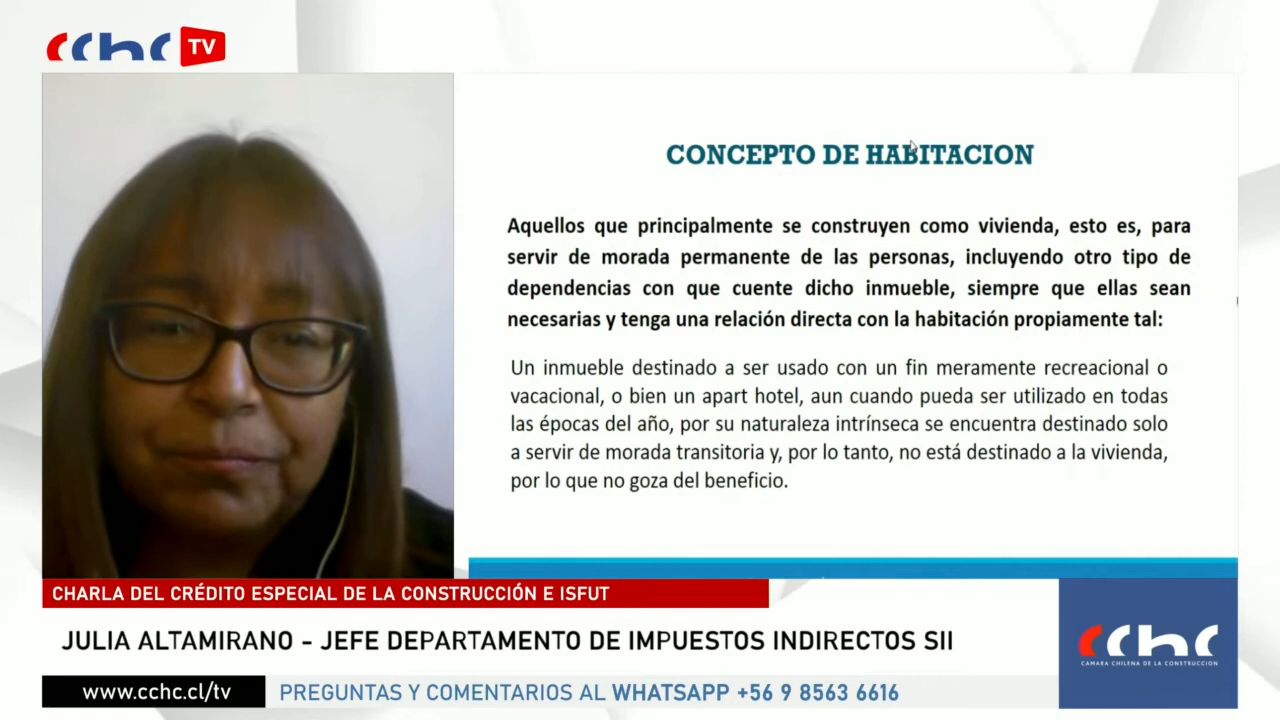 cchc TV
CONCEPTO DE HABITACION
Aquellos que principalmente se construyen como vivienda, esto es, para
servir de morada permanente de las personas, incluyendo otro tipo de
dependencias con que cuente dicho inmueble, siempre que ellas sean
necesarias y tenga una relación directa con la habitación propiamente tal:
Un inmueble destinado a ser usado con un fin meramente recreacional o
vacacional, o bien un apart hotel, aun cuando pueda ser utilizado en todas
las épocas del año, por su naturaleza intrínseca se encuentra destinado solo
a servir de morada transitoria y, por lo tanto, no está destinado a la vivienda,
por lo que no goza del beneficio.
CHARLA DEL CRÉDITO ESPECIAL DE LA CONSTRUCCIÓN E ISFUT
JULIA ALTAMIRANO – JEFE DEPARTAMENTO DE IMPUESTOS INDIRECTOS SII
cchc
CAMARA CHILENA DE LA CONSTRUCCION
www.cchc.cl/tv
PREGUNTAS Y COMENTARIOS AL WHATSAPP +56 9 8563 6616